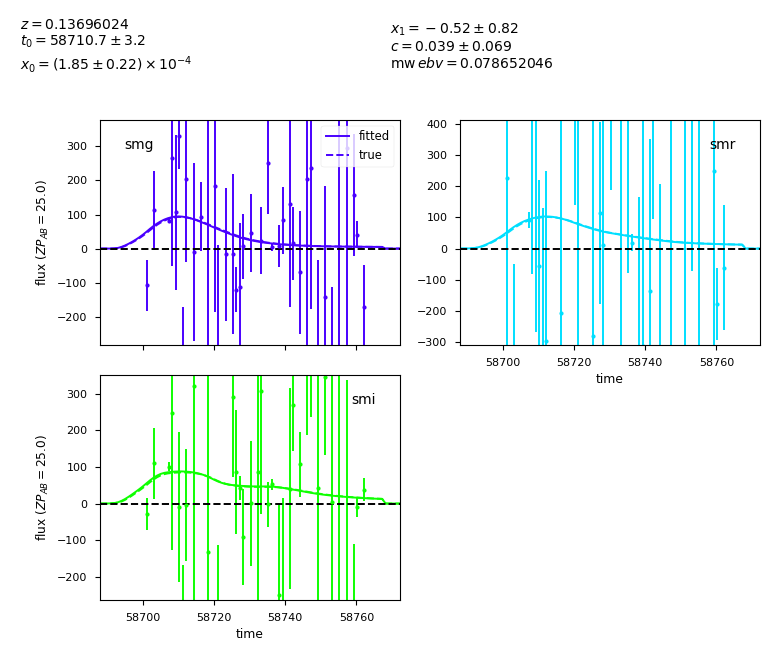 z = 0.13696024
t₀ = 58710.7 ± 3.2
x₀ = (1.85 ± 0.22) × 10⁻⁴
x₁ = −0.52 ± 0.82
c = 0.039 ± 0.069
mw ebv = 0.078652046
smg
fitted
true
300
200
100
0
−100
−200
flux (ZP_AB = 25.0)
smr
400
300
200
100
0
−100
−200
−300
58700 58720 58740 58760
time
smi
300
200
100
0
−100
−200
flux (ZP_AB = 25.0)
58700 58720 58740 58760
time